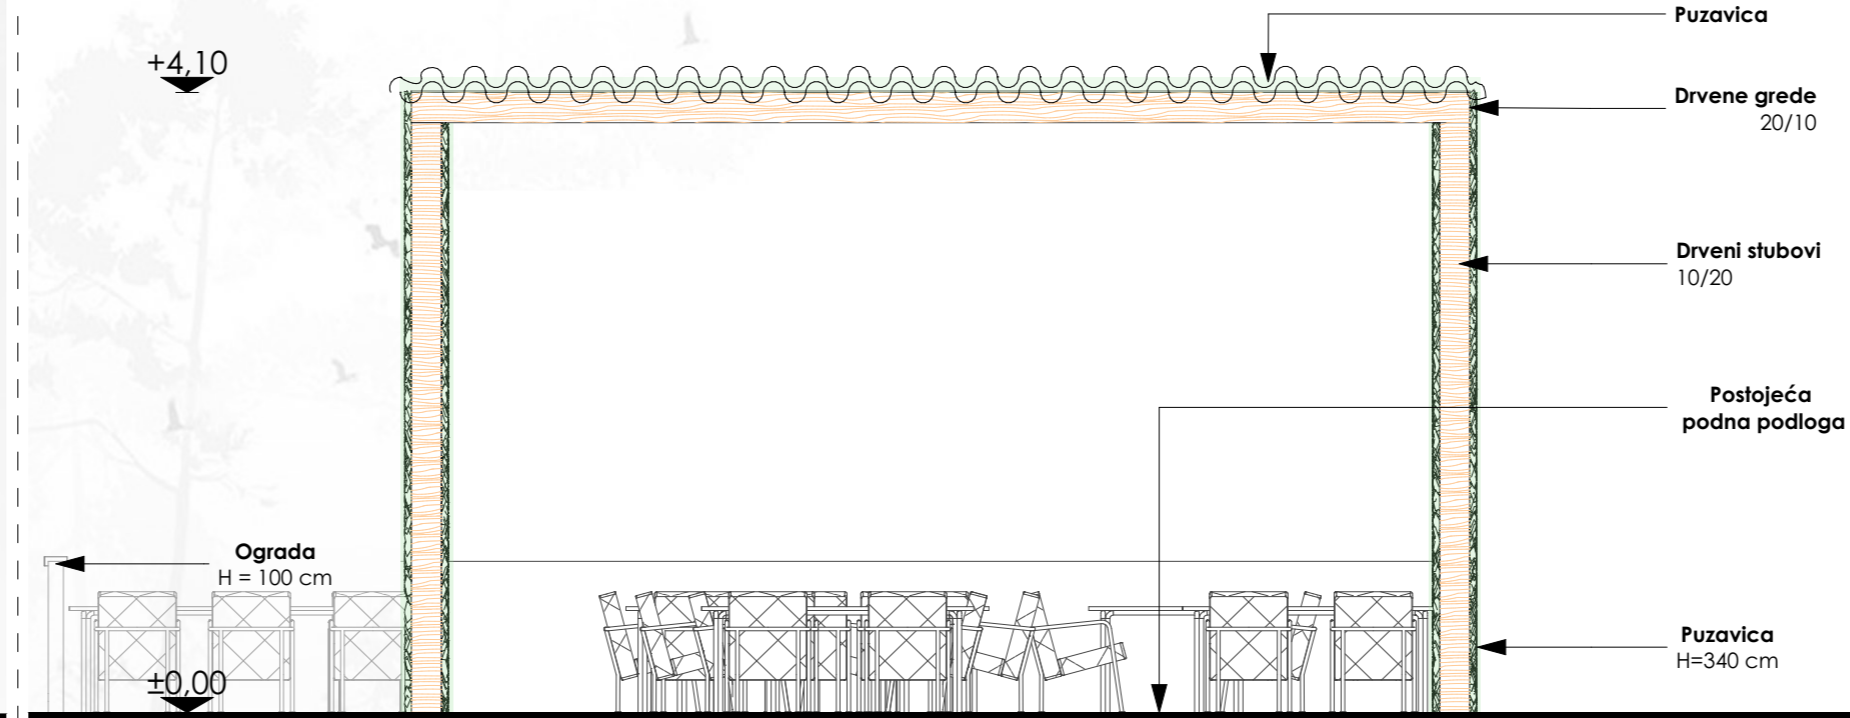 Puzavica
+4,10
Drvene grede
20/10
Drveni stubovi
10/20
Postojeća
podna podloga
Ograda
H = 100 cm
Puzavica
H=340 cm
±0,00